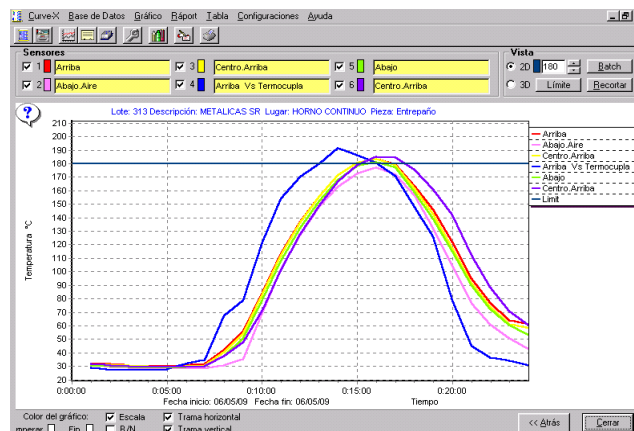 Curve-X Base de Datos Gráfico Ráport Tabla Configuraciones Ayuda
Sensores
Vista
1 Arriba 3 Centro.Arriba 5 Abajo
2D 180 Batch
2 Abajo.Aire 4 Arriba Vs Termocupla 6 Centro.Arriba
3D Límite Recortar
Lote: 313 Descripción: METALICAS SR Lugar: HORNO CONTINUO Pieza: Entrepaño
210
200
190
180
170
160
150
140
130
120
110
100
90
80
70
60
50
40
30
20
Temperatura ºC
Arriba
Abajo.Aire
Centro.Arriba
Arriba Vs Termocupla
Abajo
Centro.Arriba
Limit
0:00:00 0:05:00 0:10:00 0:15:00 0:20:00
Fecha inicio: 06/05/09 Fecha fin: 06/05/09 Tiempo
Color del gráfico: Escala Trama horizontal
Fin B/N Trama vertical
<< Atrás Cerrar